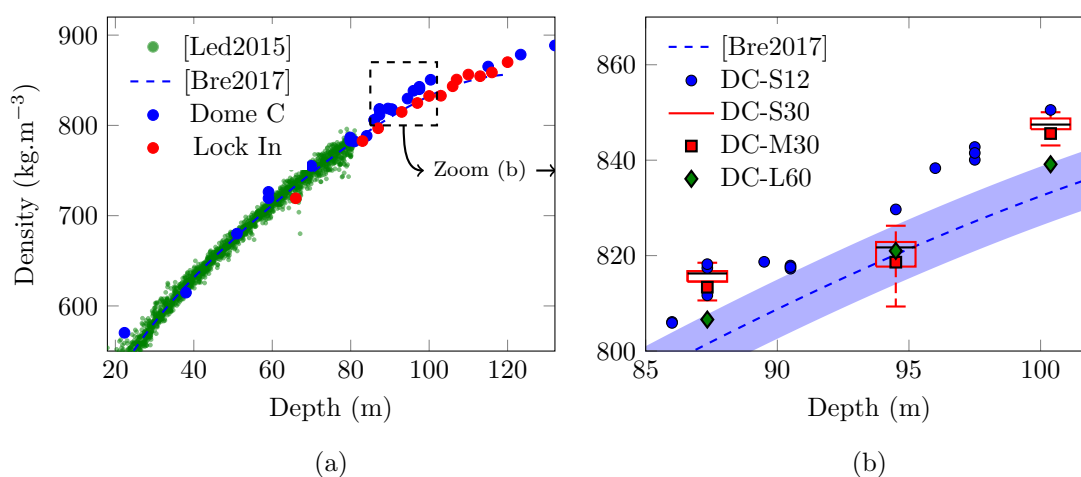 Density (kg.m⁻³)
900
800
700
600
[Led2015]
[Bre2017]
Dome C
Lock In
Zoom (b)
20 40 60 80 100 120
Depth (m)
(a)
860
840
820
800
[Bre2017]
DC-S12
DC-S30
DC-M30
DC-L60
85 90 95 100
Depth (m)
(b)